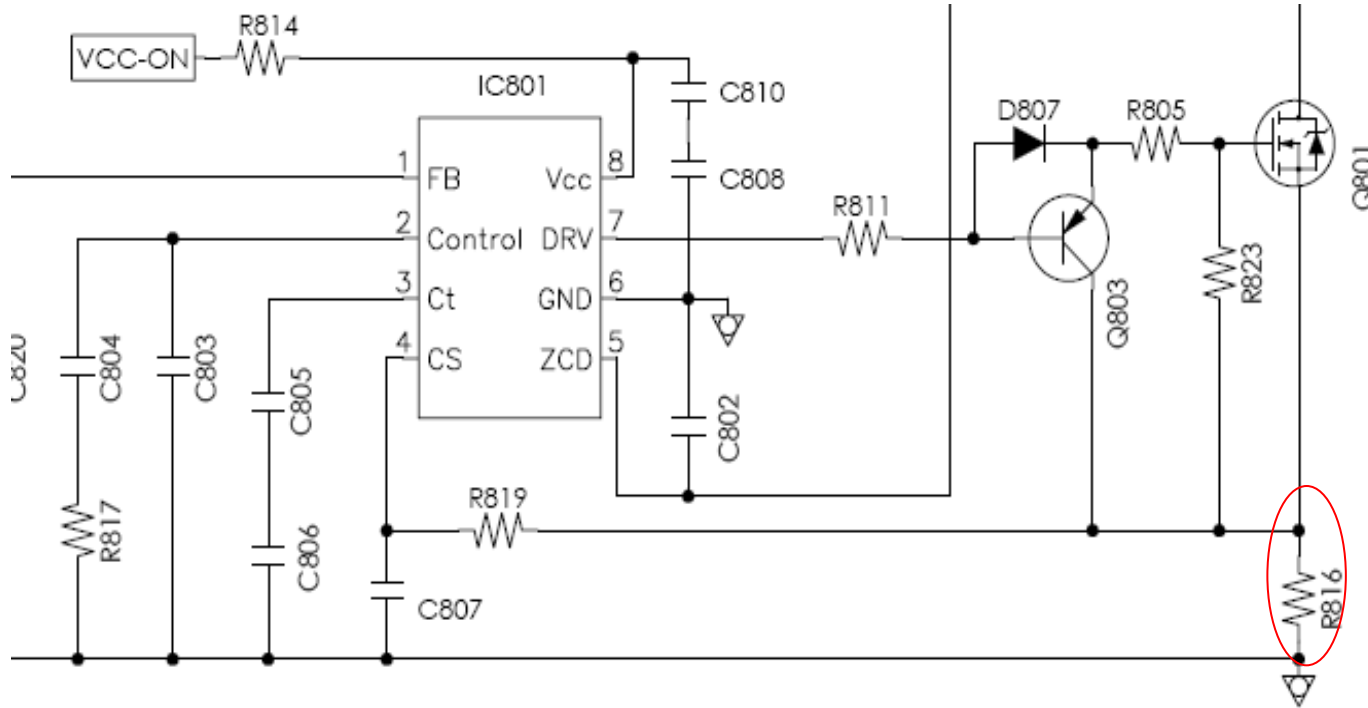 R814
VCC-ON
IC801
C810
C808
D807
R805
Q801
1
FB
Vcc
8
2
Control
DRV
7
R811
3
Ct
GND
6
4
CS
ZCD
5
Q803
R823
C820
C804
C803
C805
C802
R817
C806
R819
C807
R816